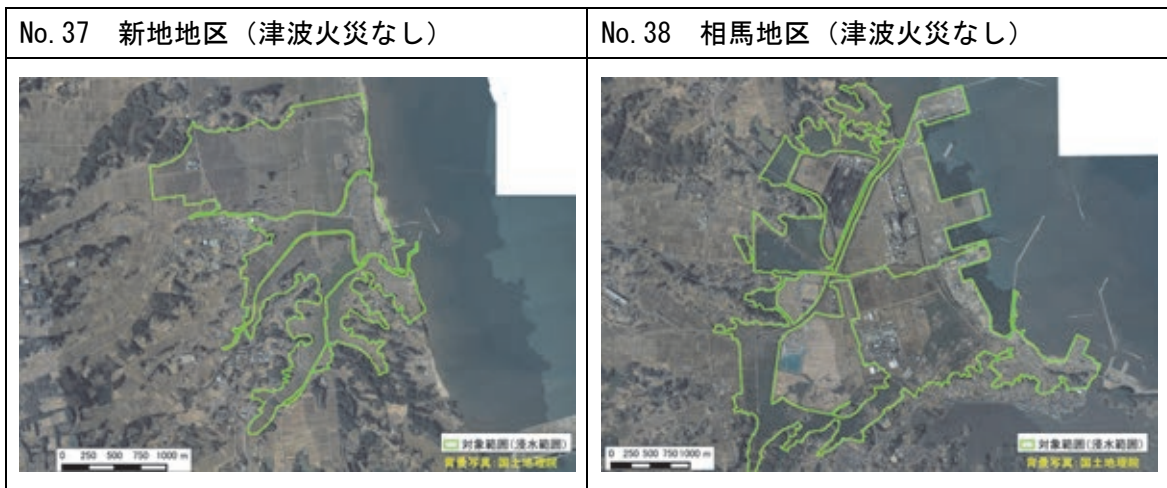 No.37 新地地区（津波火災なし）
No.38 相馬地区（津波火災なし）
0 250 500 750 1000 m
対象範囲(浸水範囲)
背景写真：国土地理院
0 250 500 750 1000 m
対象範囲(浸水範囲)
背景写真：国土地理院